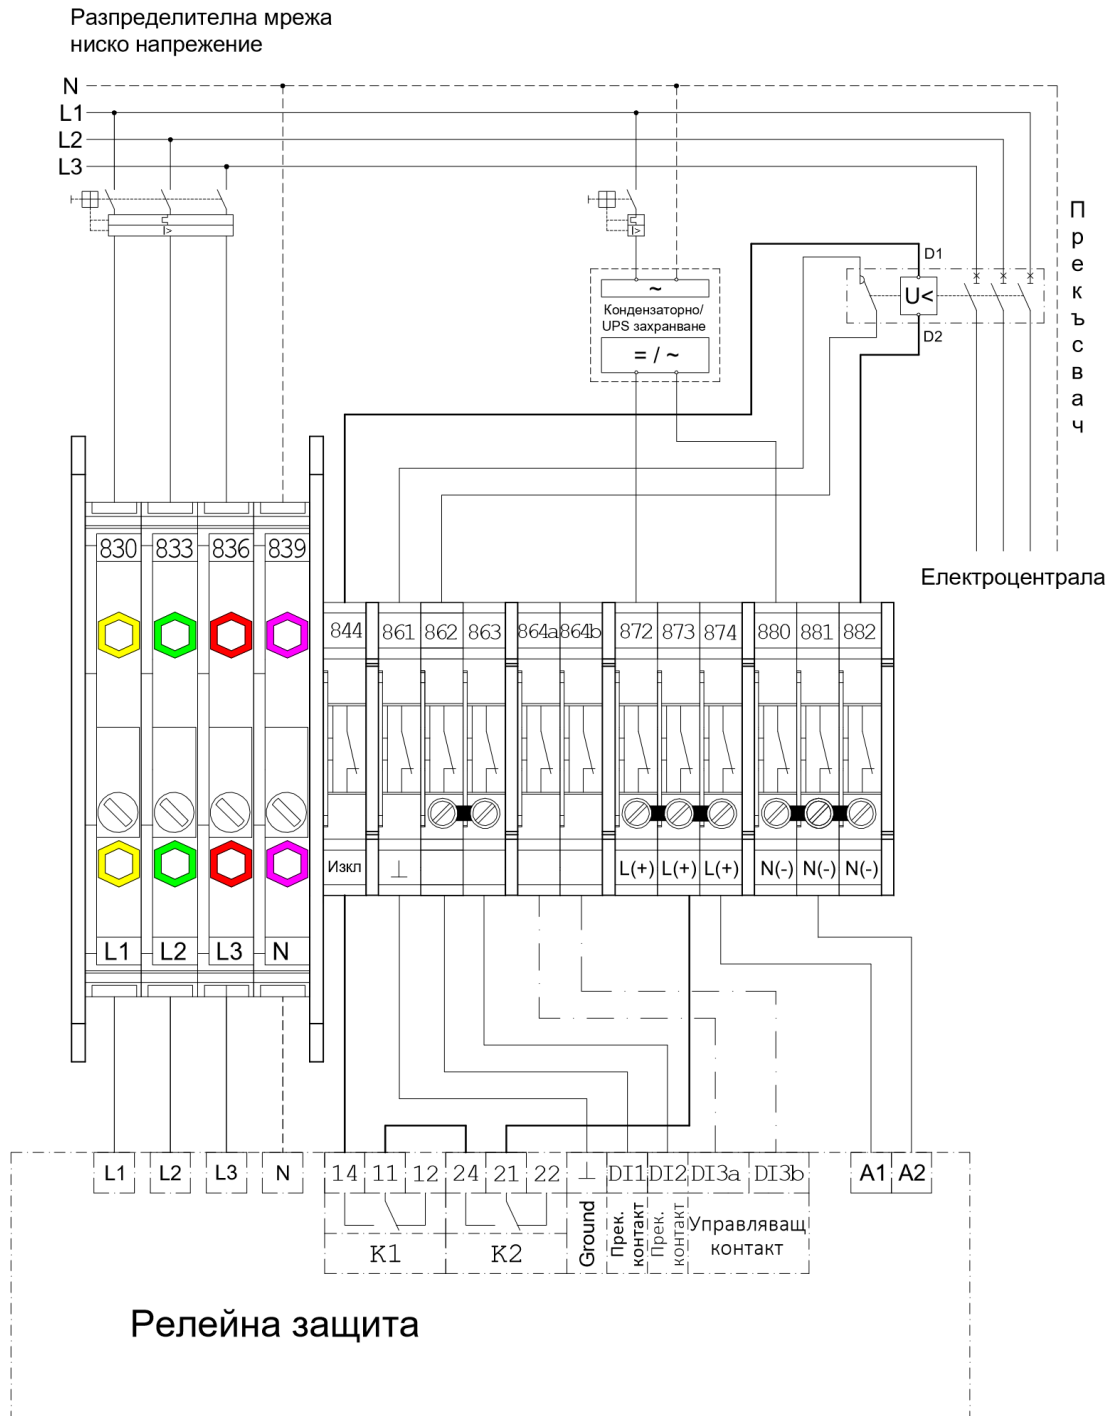 Разпределителна мрежа
ниско напрежение
N
L1
L2
L3
Прекъсвач
D1
U<
D2
~
Кондензаторно/
UPS захранване
= / ~
I>
I>
Електроцентрала
830 833 836 839
844 861 862 863 864a 864b 872 873 874 880 881 882
Изкл ⊥ L(+) L(+) L(+) N(-) N(-) N(-)
L1 L2 L3 N
L1 L2 L3 N 14 11 12 24 21 22 ⊥ DI1 DI2 DI3a DI3b A1 A2
K1 K2
Ground
Прек.
контакт
Прек.
контакт
Управляващ
контакт
Релейна защита